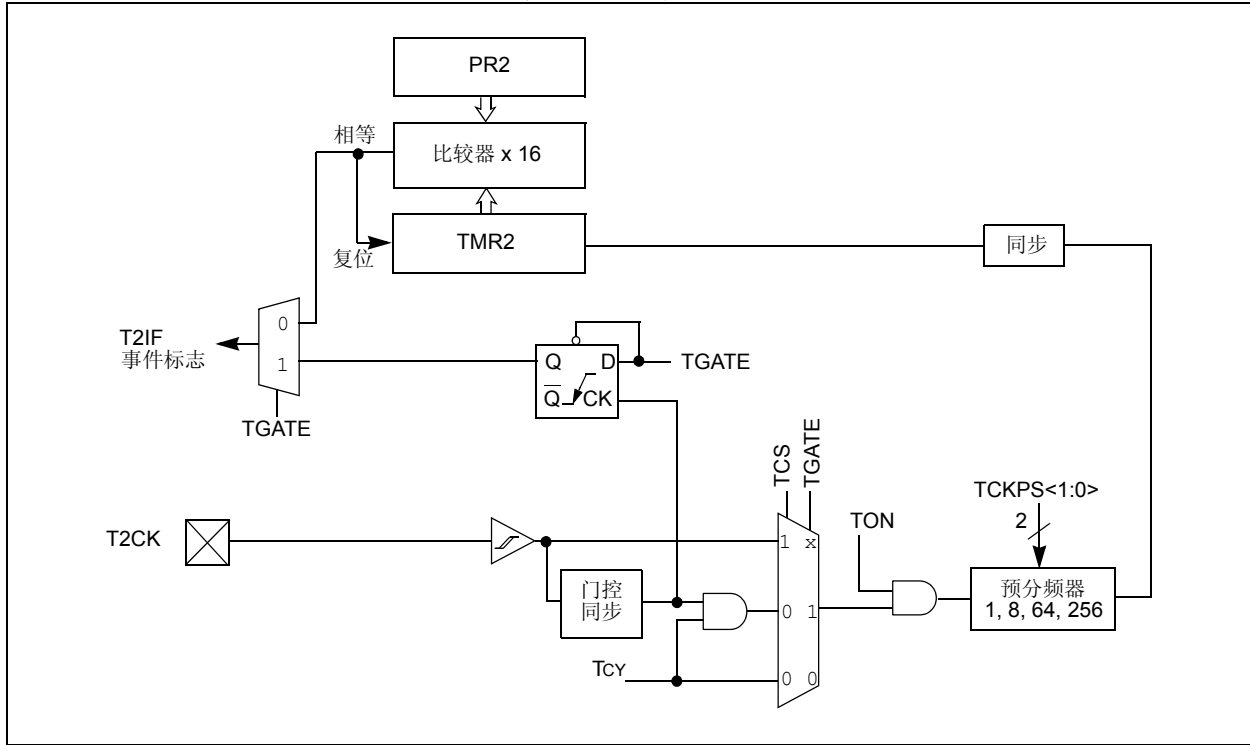 PR2
相等
比较器 x 16
复位
TMR2
同步
T2IF
事件标志
0
1
TGATE
Q
D
Q̅
CK
TGATE
TCS
TGATE
TCKPS<1:0>
2
TON
T2CK
1 x
门控
同步
0 1
预分频器
1, 8, 64, 256
TCY
0 0